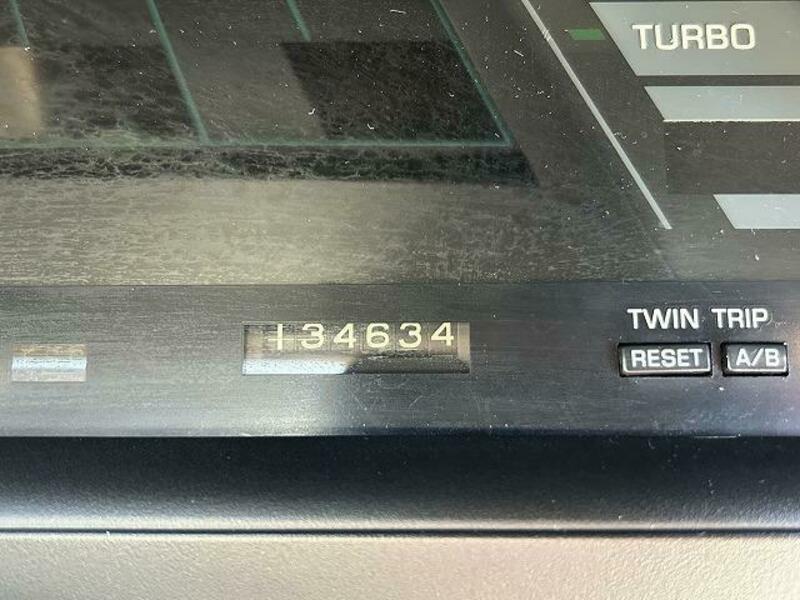 TURBO
134634
TWIN TRIP
RESET A/B